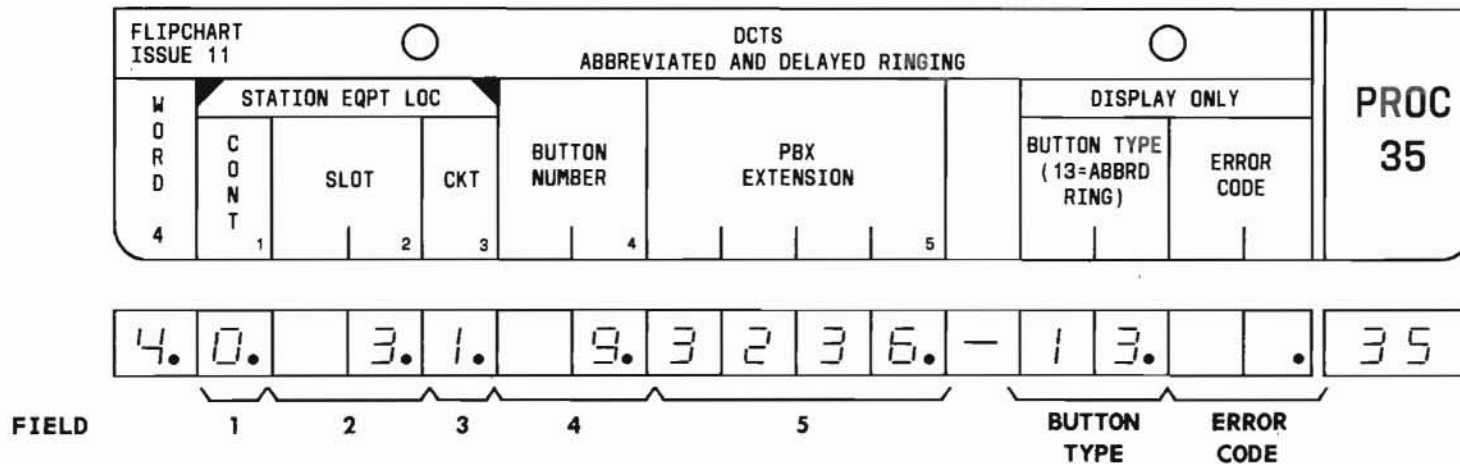 FLIPCHART
ISSUE 11
DCTS
ABBREVIATED AND DELAYED RINGING
PROC
35
WORD 4
STATION EQPT LOC
CONT
1
SLOT
2
CKT
3
BUTTON
NUMBER
4
PBX
EXTENSION
5
DISPLAY ONLY
BUTTON TYPE
(13=ABBRD
RING)
ERROR
CODE
4. 0. 3. 1. 9. 3 2 3 6. - 1 3. . 35
FIELD 1 2 3 4 5 BUTTON TYPE ERROR CODE